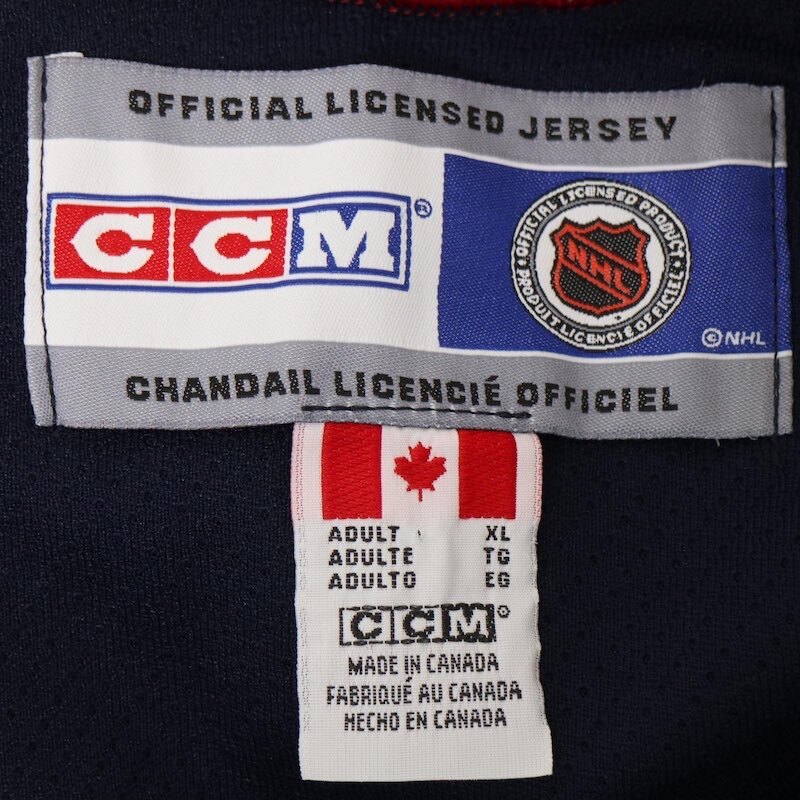 OFFICIAL LICENSED JERSEY
CCM®
OFFICIAL LICENSED PRODUCT
NHL
PRODUIT LICENCIÉ OFFICIEL
©NHL
CHANDAIL LICENCIÉ OFFICIEL
ADULT XL
ADULTE TG
ADULTO EG
CCM®
MADE IN CANADA
FABRIQUÉ AU CANADA
HECHO EN CANADA